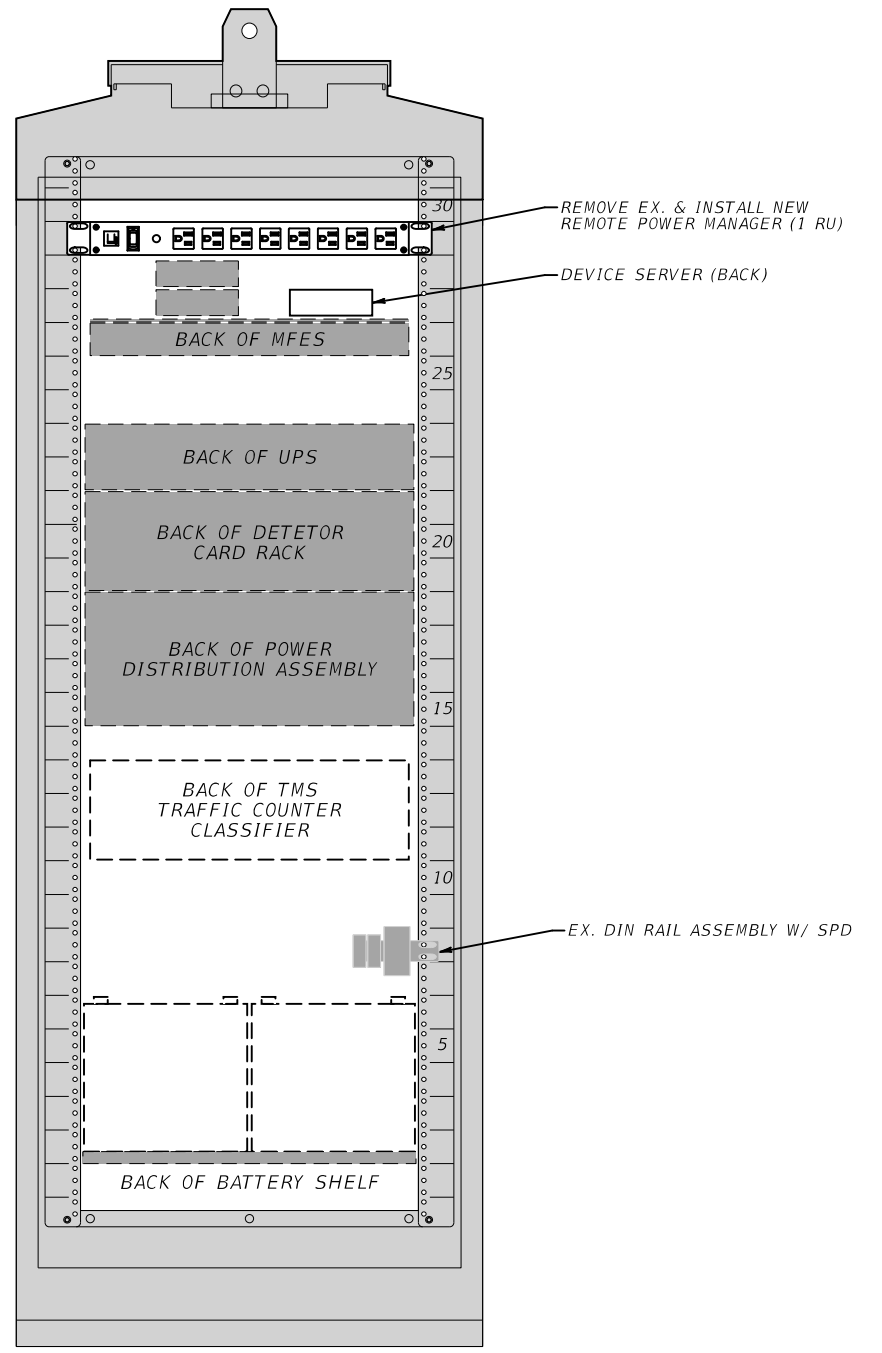 30
REMOVE EX. & INSTALL NEW
REMOTE POWER MANAGER (1 RU)
DEVICE SERVER (BACK)
BACK OF MFES
25
BACK OF UPS
BACK OF DETETOR
CARD RACK
20
BACK OF POWER
DISTRIBUTION ASSEMBLY
15
BACK OF TMS
TRAFFIC COUNTER
CLASSIFIER
10
EX. DIN RAIL ASSEMBLY W/ SPD
5
BACK OF BATTERY SHELF